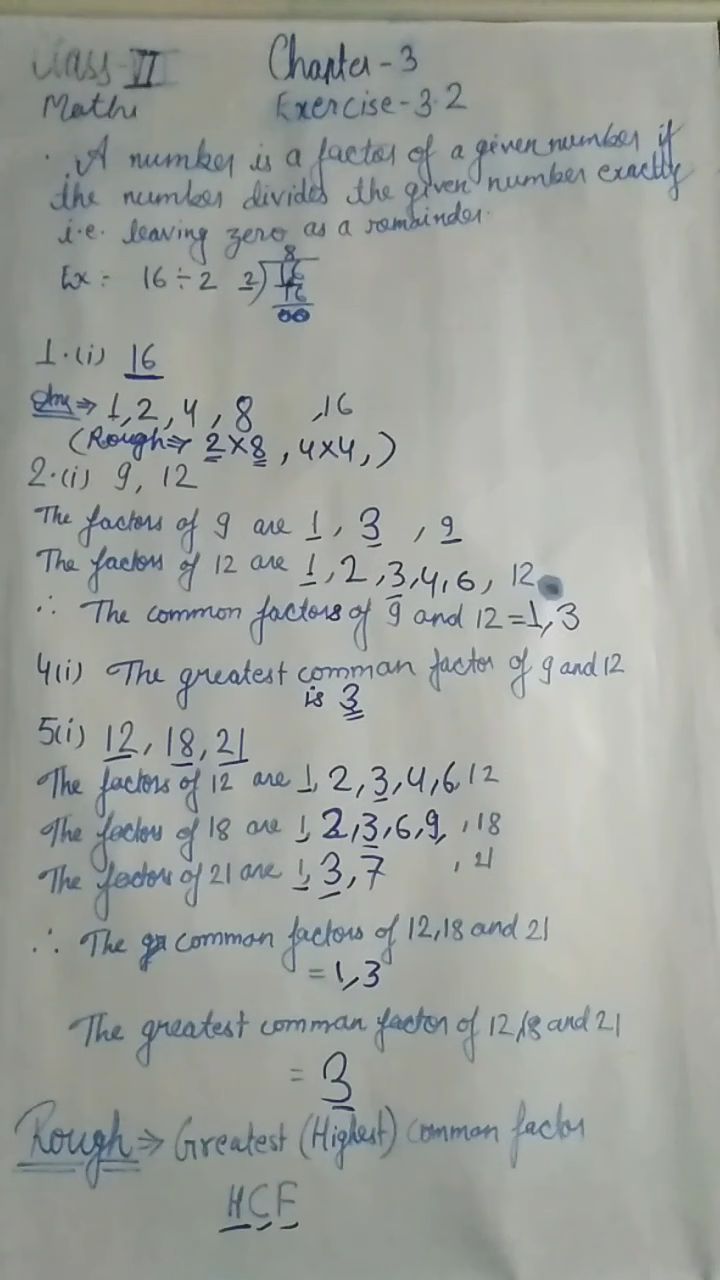 Class-VI Chapter-3
Maths Exercise-3.2
. A number is a factor of a given number if
the number divides the given number exactly
i.e. leaving zero as a remainder.
Ex:- 16÷2 2)16
8
16
00
1.(i) 16
Ans⇒ 1,2,4,8 ,16
(Rough⇒ 2×8, 4×4,)
2.(i) 9, 12
The factors of 9 are 1, 3 , 9
The factors of 12 are 1,2,3,4,6, 12
∴ The common factors of 9 and 12=1,3
4(i) The greatest comman factor of 9 and 12
is 3
5(i) 12, 18, 21
The factors of 12 are 1, 2, 3, 4, 6, 12
The factors of 18 are 1, 2, 3, 6, 9, , 18
The factors of 21 are 1, 3, 7 , 21
∴ The common factors of 12,18 and 21
= 1, 3
The greatest comman factor of 12,18 and 21
= 3
Rough⇒ Greatest (Highest) common factor
HCF